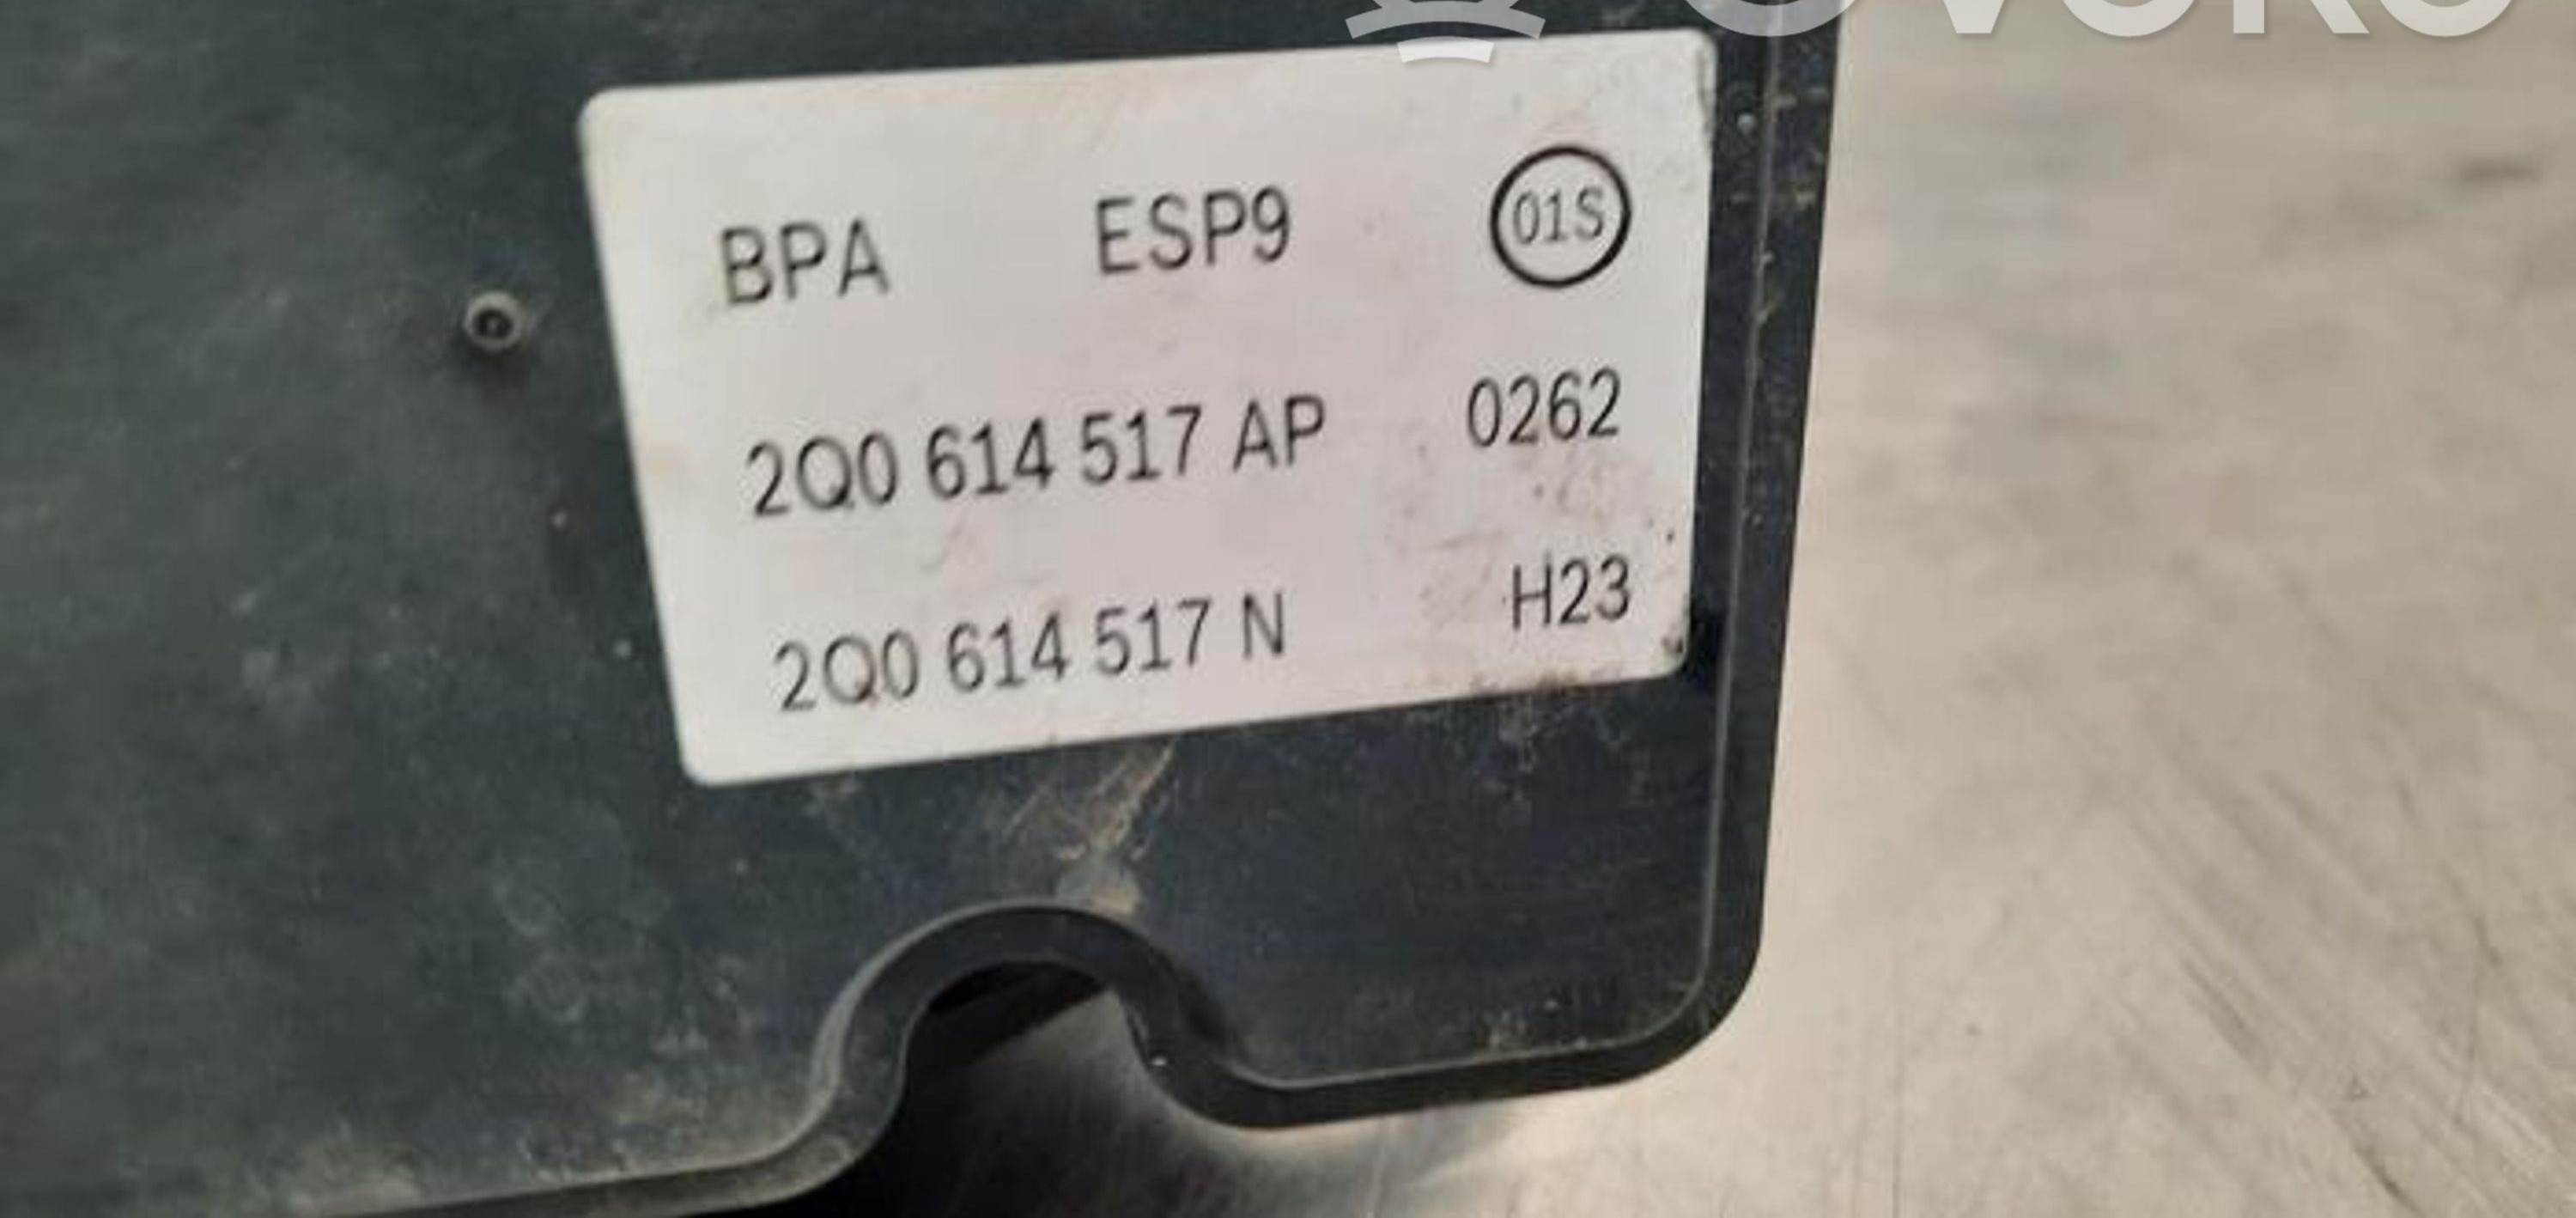 BPA ESP9 01S
2Q0 614 517 AP 0262
2Q0 614 517 N H23